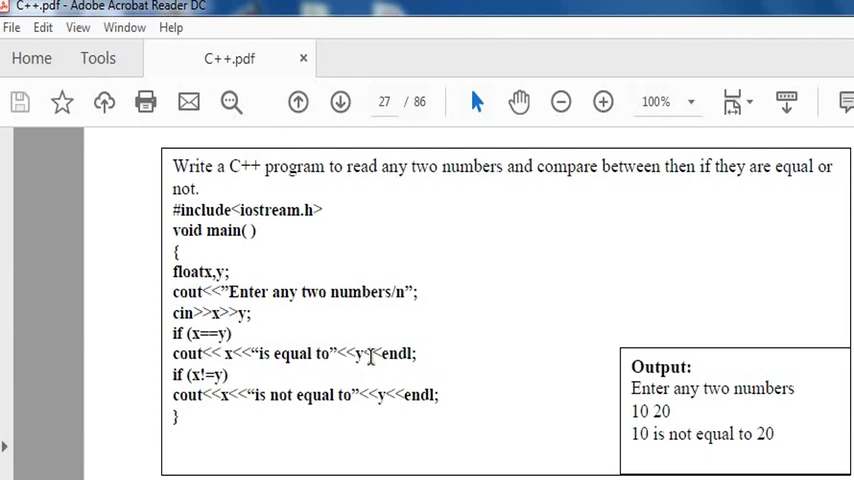 C++.pdf - Adobe Acrobat Reader DC
File Edit View Window Help
Home Tools C++.pdf ×
27 / 86 100%
Write a C++ program to read any two numbers and compare between then if they are equal or
not.
#include<iostream.h>
void main( )
{
floatx,y;
cout<<”Enter any two numbers/n”;
cin>>x>>y;
if (x==y)
cout<< x<<“is equal to”<<y<<endl;
if (x!=y)
cout<<x<<“is not equal to”<<y<<endl;
}
Output:
Enter any two numbers
10 20
10 is not equal to 20